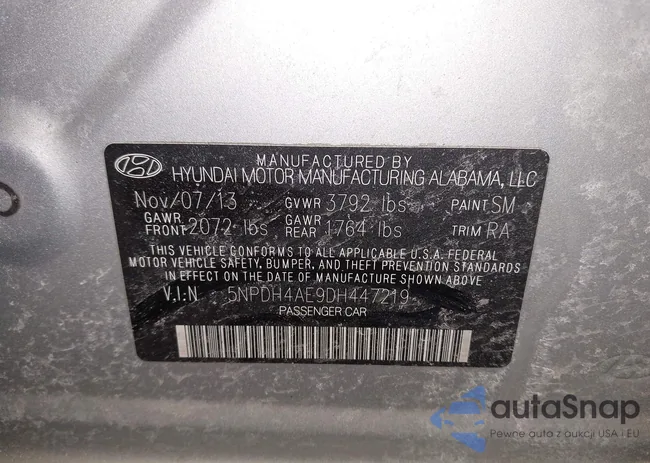 MANUFACTURED BY
HYUNDAI MOTOR MANUFACTURING ALABAMA, LLC
Nov/07/13 GVWR 3792 lbs PAINT SM
GAWR FRONT 2072 lbs GAWR REAR 1764 lbs TRIM RA
THIS VEHICLE CONFORMS TO ALL APPLICABLE U.S.A. FEDERAL
MOTOR VEHICLE SAFETY, BUMPER, AND THEFT PREVENTION STANDARDS
IN EFFECT ON THE DATE OF MANUFACTURE SHOWN ABOVE
V.I.N 5NPDH4AE9DH447219
PASSENGER CAR
autaSnap
Pewne auta z aukcji USA i EU